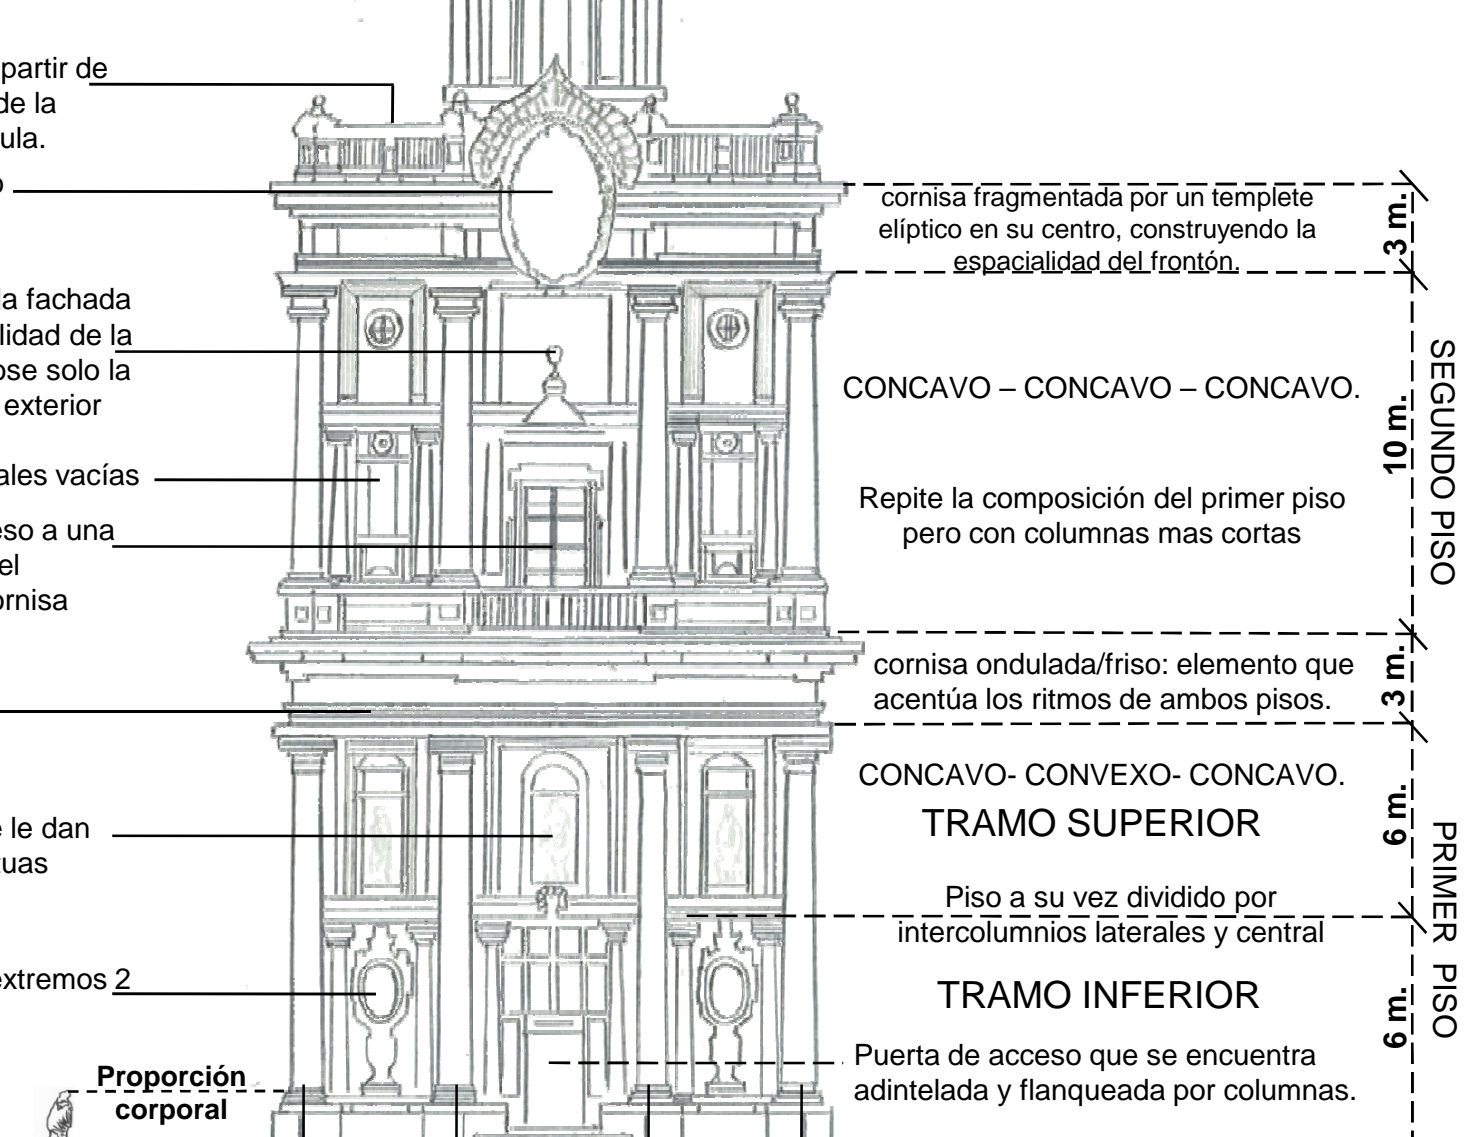 partir de
de la
ula.
o
la fachada
lidad de la
ose solo la
exterior
ales vacías
eso a una
el
ornisa
e le dan
tuas
extremos 2
Proporción
corporal
cornisa fragmentada por un templete
elíptico en su centro, construyendo la
espacialidad del frontón.
CONCAVO – CONCAVO – CONCAVO.
Repite la composición del primer piso
pero con columnas mas cortas
cornisa ondulada/friso: elemento que
acentúa los ritmos de ambos pisos.
CONCAVO- CONVEXO- CONCAVO.
TRAMO SUPERIOR
Piso a su vez dividido por
intercolumnios laterales y central
TRAMO INFERIOR
Puerta de acceso que se encuentra
adintelada y flanqueada por columnas.
3 m.
10 m.
3 m.
6 m.
6 m.
SEGUNDO PISO
PRIMER PISO